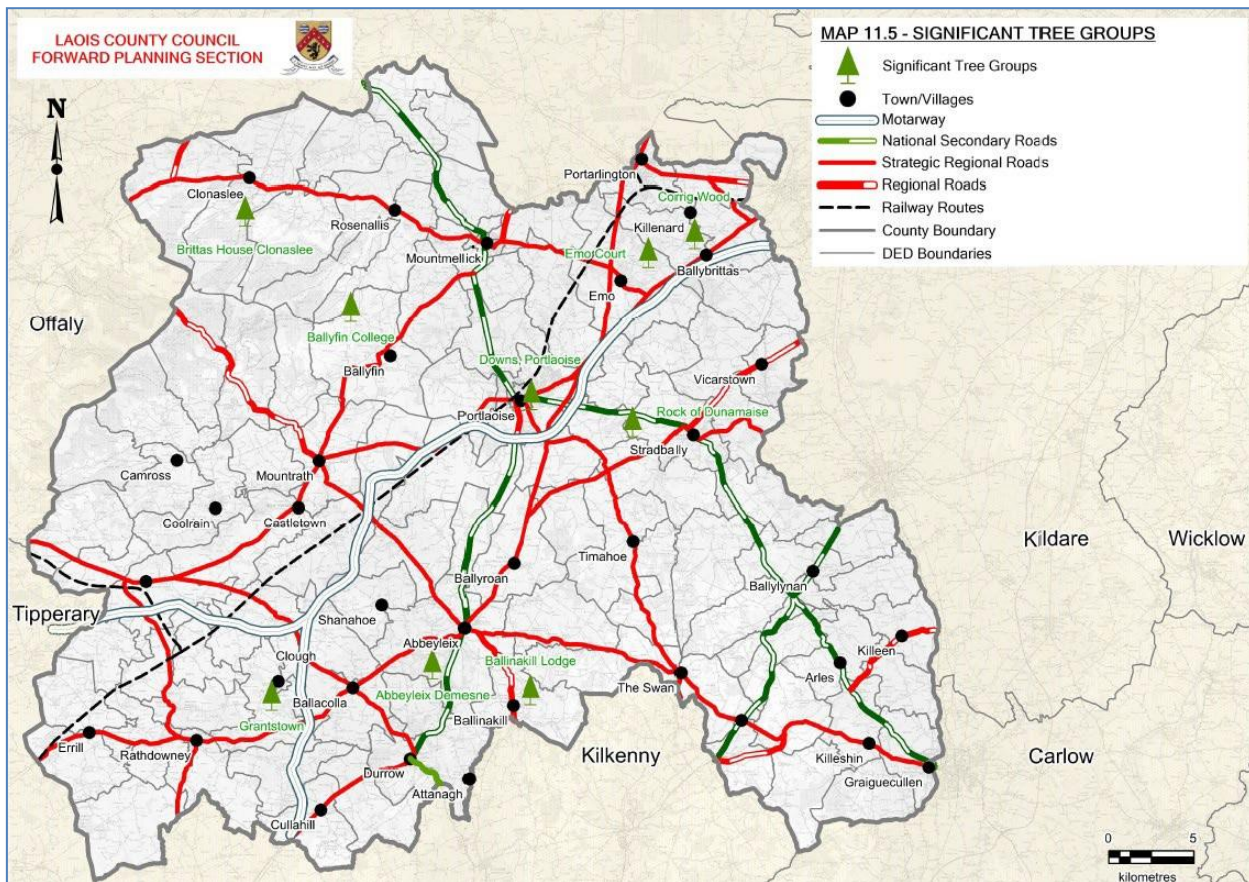 LAOIS COUNTY COUNCIL
FORWARD PLANNING SECTION
N
MAP 11.5 - SIGNIFICANT TREE GROUPS
Significant Tree Groups
Town/Villages
Motarway
National Secondary Roads
Strategic Regional Roads
Regional Roads
Railway Routes
County Boundary
DED Boundaries
Portarlington
Clonaslee
Corrig Wood
Rosenallis
Killenard
Brittas House Clonaslee
Mountmellick
Emo Court
Ballybrittas
Emo
Offaly
Ballyfin College
Ballyfin
Downs, Portlaoise
Vicarstown
Portlaoise
Rock of Dunamaise
Stradbally
Camross
Mountrath
Coolrain
Castletown
Kildare
Wicklow
Timahoe
Ballyroan
Ballylynan
Tipperary
Shanahoe
Abbeyleix
Killeen
Clough
Ballinakill Lodge
Arles
The Swan
Abbeyleix Demesne
Ballacolla
Grantstown
Ballinakill
Errill
Rathdowney
Kilkenny
Killeshin
Carlow
Graiguecullen
Durrow
Attanagh
Cullahill
0 5
kilometres